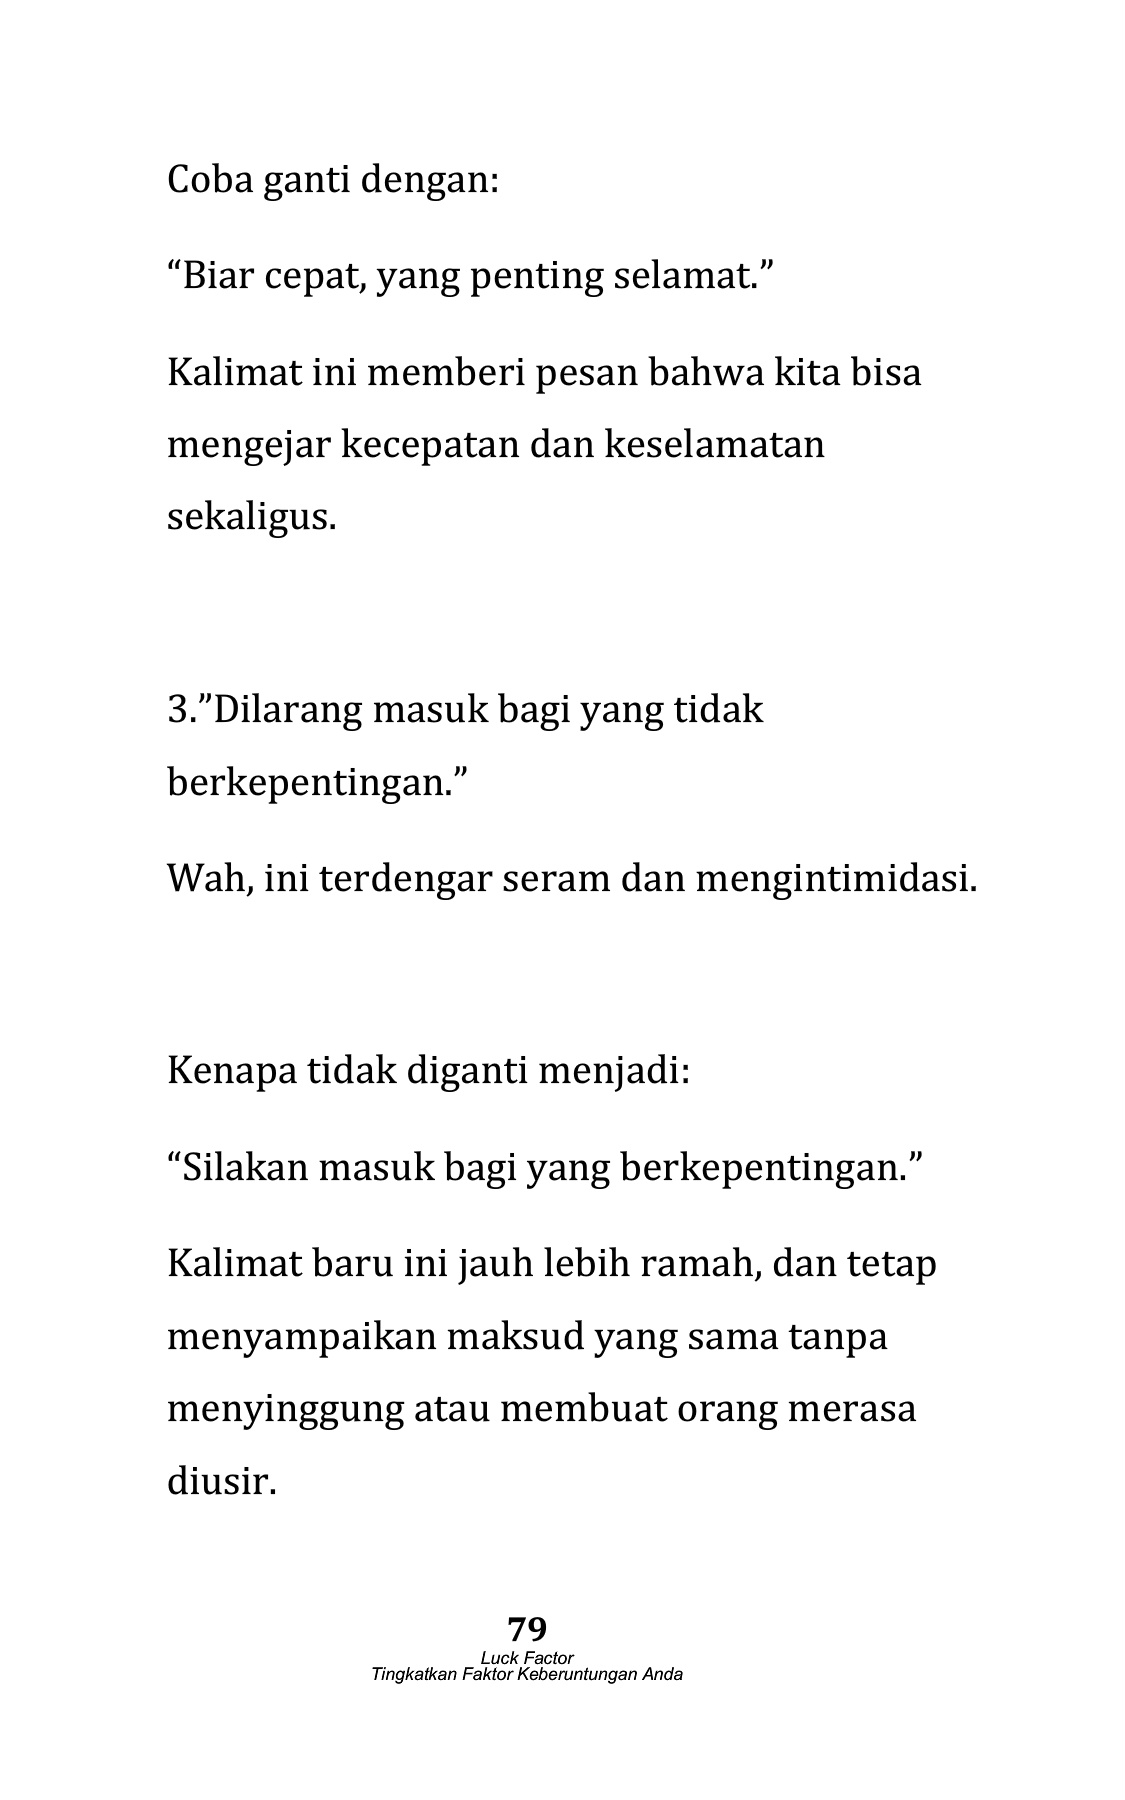 Coba ganti dengan:
“Biar cepat, yang penting selamat.”
Kalimat ini memberi pesan bahwa kita bisa
mengejar kecepatan dan keselamatan
sekaligus.
3.”Dilarang masuk bagi yang tidak
berkepentingan.”
Wah, ini terdengar seram dan mengintimidasi.
Kenapa tidak diganti menjadi:
“Silakan masuk bagi yang berkepentingan.”
Kalimat baru ini jauh lebih ramah, dan tetap
menyampaikan maksud yang sama tanpa
menyinggung atau membuat orang merasa
diusir.
79
Luck Factor
Tingkatkan Faktor Keberuntungan Anda